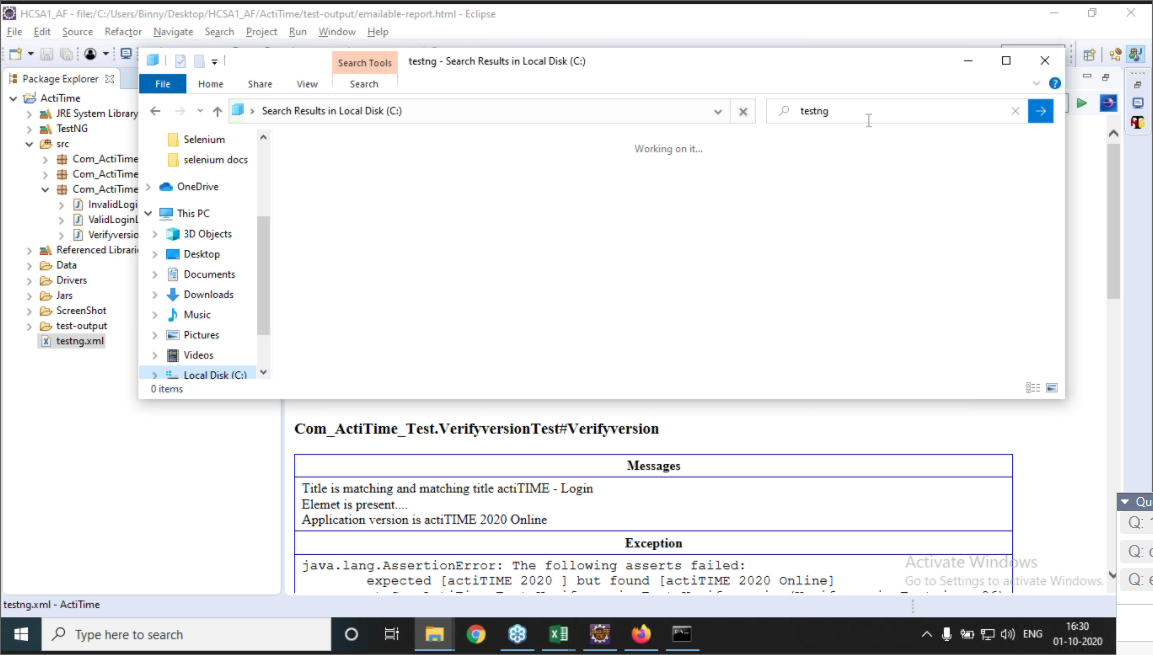 HCSA1_AF - file:/C:/Users/Binny/Desktop/HCSA1_AF/ActiTime/test-output/emailable-report.html - Eclipse
File Edit Source Refactor Navigate Search Project Run Window Help
Package Explorer
ActiTime
JRE System Library
TestNG
src
Com_ActiTime
Com_ActiTime
Com_ActiTime
InvalidLogi
ValidLoginL
Verifyversio
Referenced Librari
Data
Drivers
Jars
ScreenShot
test-output
testng.xml
Search Tools
testng - Search Results in Local Disk (C:)
File Home Share View Search
Search Results in Local Disk (C:)
testng
Selenium
selenium docs
OneDrive
This PC
3D Objects
Desktop
Documents
Downloads
Music
Pictures
Videos
Local Disk (C:)
Working on it...
0 items
Com_ActiTime_Test.VerifyversionTest#Verifyversion
Messages
Title is matching and matching title actiTIME - Login
Elemet is present....
Application version is actiTIME 2020 Online
Exception
java.lang.AssertionError: The following asserts failed:
expected [actiTIME 2020 ] but found [actiTIME 2020 Online]
Activate Windows
Go to Settings to activate Windows.
Qu
Q: 1
Q: c
Q: e
testng.xml - ActiTime
Type here to search
ENG
16:30
01-10-2020